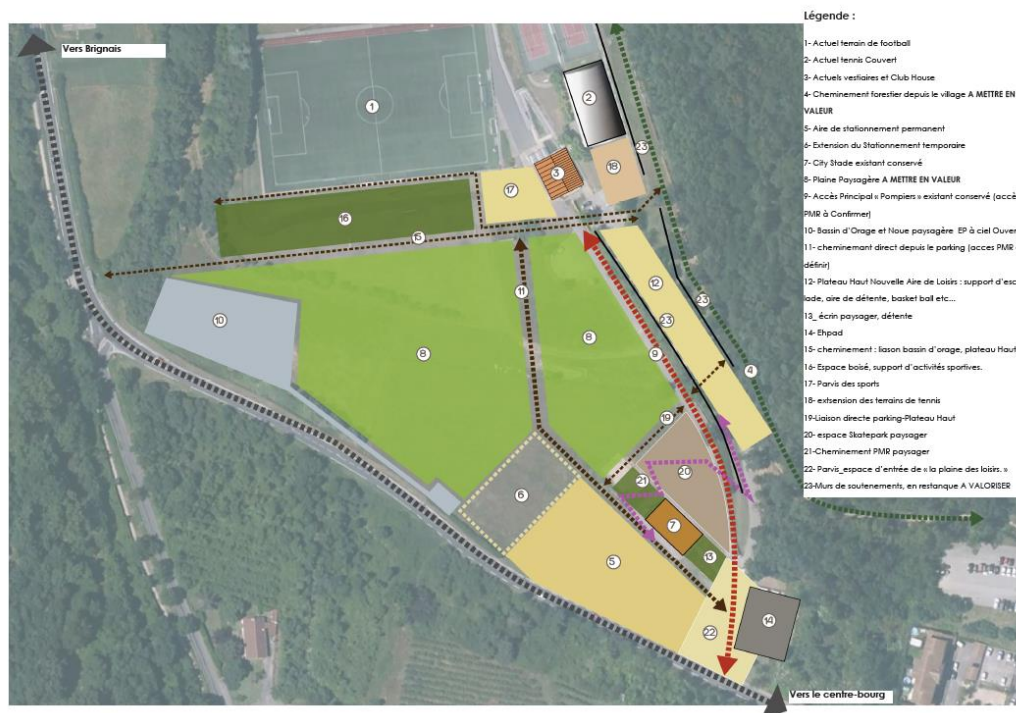 Légende :
Vers Brignais
1- Actuel terrain de football
2- Actuel tennis Couvert
3- Actuels vestiaires et Club House
4- Cheminement forestier depuis le village A METTRE EN
VALEUR
5- Aire de stationnement permanent
6- Extension du Stationnement temporaire
7- City Stade existant conservé
8- Plaine Paysagère A METTRE EN VALEUR
9- Accès Principal « Pompiers » existant conservé (accè
PMR à Confirmer)
10- Bassin d'Orage et Noue paysagère EP à ciel Ouver
11- cheminemant direct depuis le parking (acces PMR
définir)
12- Plateau Haut Nouvelle Aire de Loisirs : support d'esc
lade, aire de détente, basket ball etc...
13_ écrin paysager, détente
14- Ehpad
15- cheminement : liason bassin d'orage, plateau Haut
16- Espace boisé, support d'activités sportives.
17- Parvis des sports
18- extsension des terrains de tennis
19-Liaison directe parking-Plateau Haut
20- espace Skatepark paysager
21-Cheminement PMR paysager
22- Parvis_espace d'entrée de « la plaine des loisirs. »
23-Murs de soutenements, en restanque A VALORISER
1
2
23
18
3
17
16
15
12
11
23
23
10
8
8
9
4
19
20
21
6
7
13
5
14
22
Vers le centre-bourg